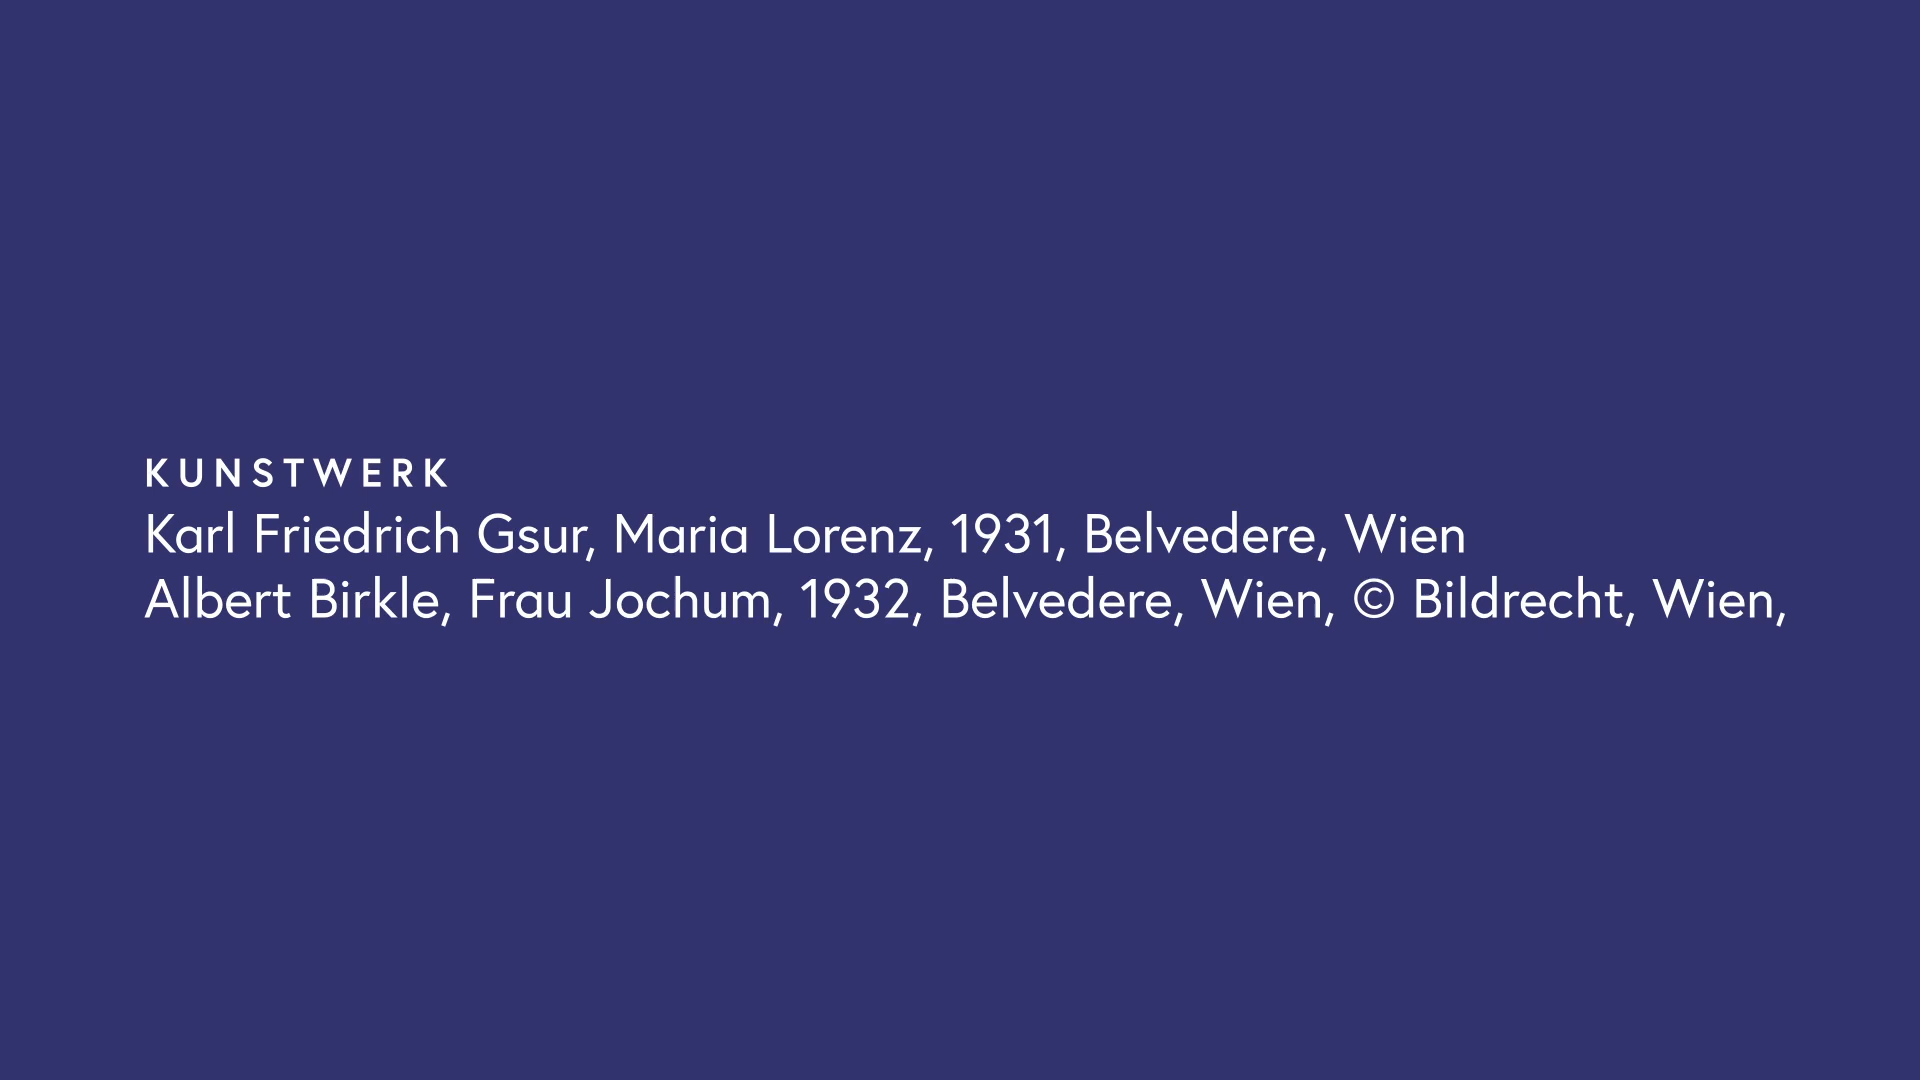 KUNSTWERK
Karl Friedrich Gsur, Maria Lorenz, 1931, Belvedere, Wien
Albert Birkle, Frau Jochum, 1932, Belvedere, Wien, © Bildrecht, Wien,